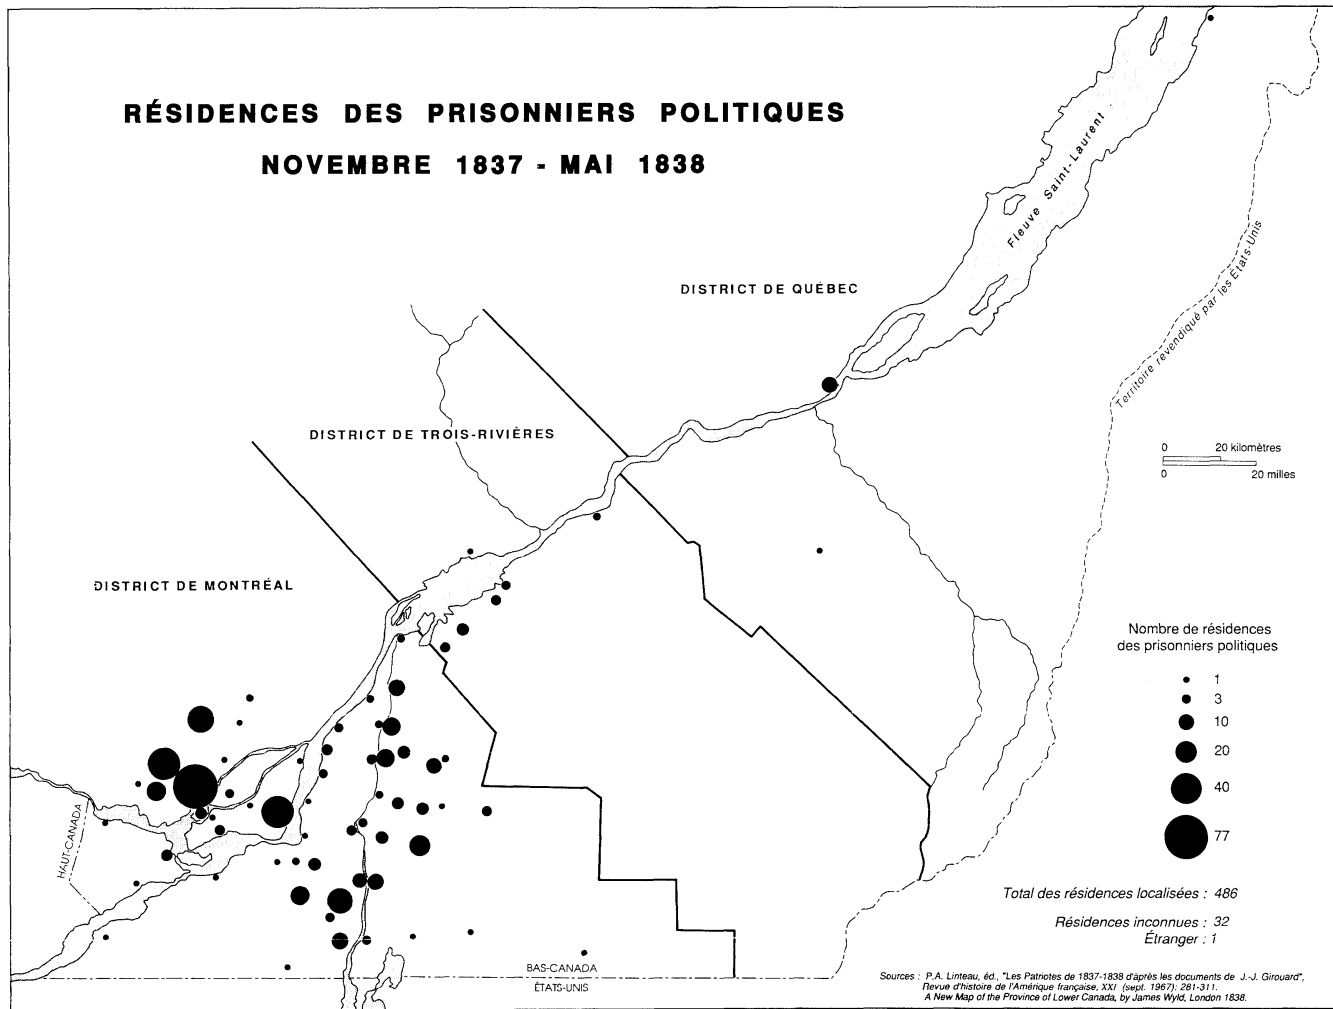 RÉSIDENCES DES PRISONNIERS POLITIQUES
NOVEMBRE 1837 - MAI 1838
Fleuve Saint-Laurent
DISTRICT DE QUÉBEC
Territoire revendiqué par les États-Unis
DISTRICT DE TROIS-RIVIÈRES
0 20 kilomètres
0 20 milles
DISTRICT DE MONTRÉAL
Nombre de résidences
des prisonniers politiques
1
3
10
20
40
77
HAUT-CANADA
Total des résidences localisées : 486
Résidences inconnues : 32
Étranger : 1
BAS-CANADA
ÉTATS-UNIS
Sources : P.A. Linteau, éd., "Les Patriotes de 1837-1838 d'après les documents de J.-J. Girouard",
Revue d'histoire de l'Amérique française, XXI (sept. 1967): 281-311.
A New Map of the Province of Lower Canada, by James Wyld, London 1838.